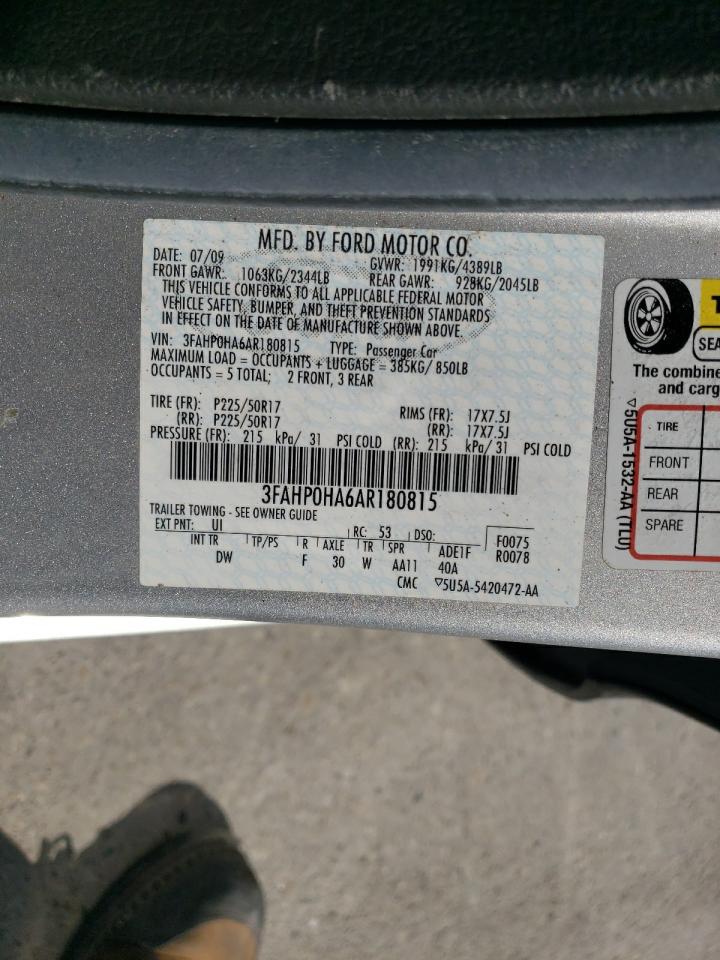 MFD. BY FORD MOTOR CO.
DATE: 07/09 GVWR: 1991KG/4389LB
FRONT GAWR: 1063KG/2344LB REAR GAWR: 928KG/2045LB
THIS VEHICLE CONFORMS TO ALL APPLICABLE FEDERAL MOTOR
VEHICLE SAFETY, BUMPER, AND THEFT PREVENTION STANDARDS
IN EFFECT ON THE DATE OF MANUFACTURE SHOWN ABOVE.
VIN: 3FAHP0HA6AR180815 TYPE: Passenger Car
MAXIMUM LOAD = OCCUPANTS + LUGGAGE = 385KG/ 850LB
OCCUPANTS = 5 TOTAL; 2 FRONT, 3 REAR
TIRE (FR): P225/50R17 RIMS (FR): 17X7.5J
(RR): P225/50R17 (RR): 17X7.5J
PRESSURE (FR): 215 kPa/ 31 PSI COLD (RR): 215 kPa/ 31 PSI COLD
3FAHP0HA6AR180815
TRAILER TOWING - SEE OWNER GUIDE
EXT PNT: UI RC: 53 DSO: F0075
INT TR TP/PS R AXLE TR SPR ADE1F R0078
DW F 30 W AA11 40A
CMC ▽5U5A-5420472-AA
T
SEA
The combine
and carg
TIRE
FRONT
REAR
SPARE
▽5U5A-1532-AA (TLU)